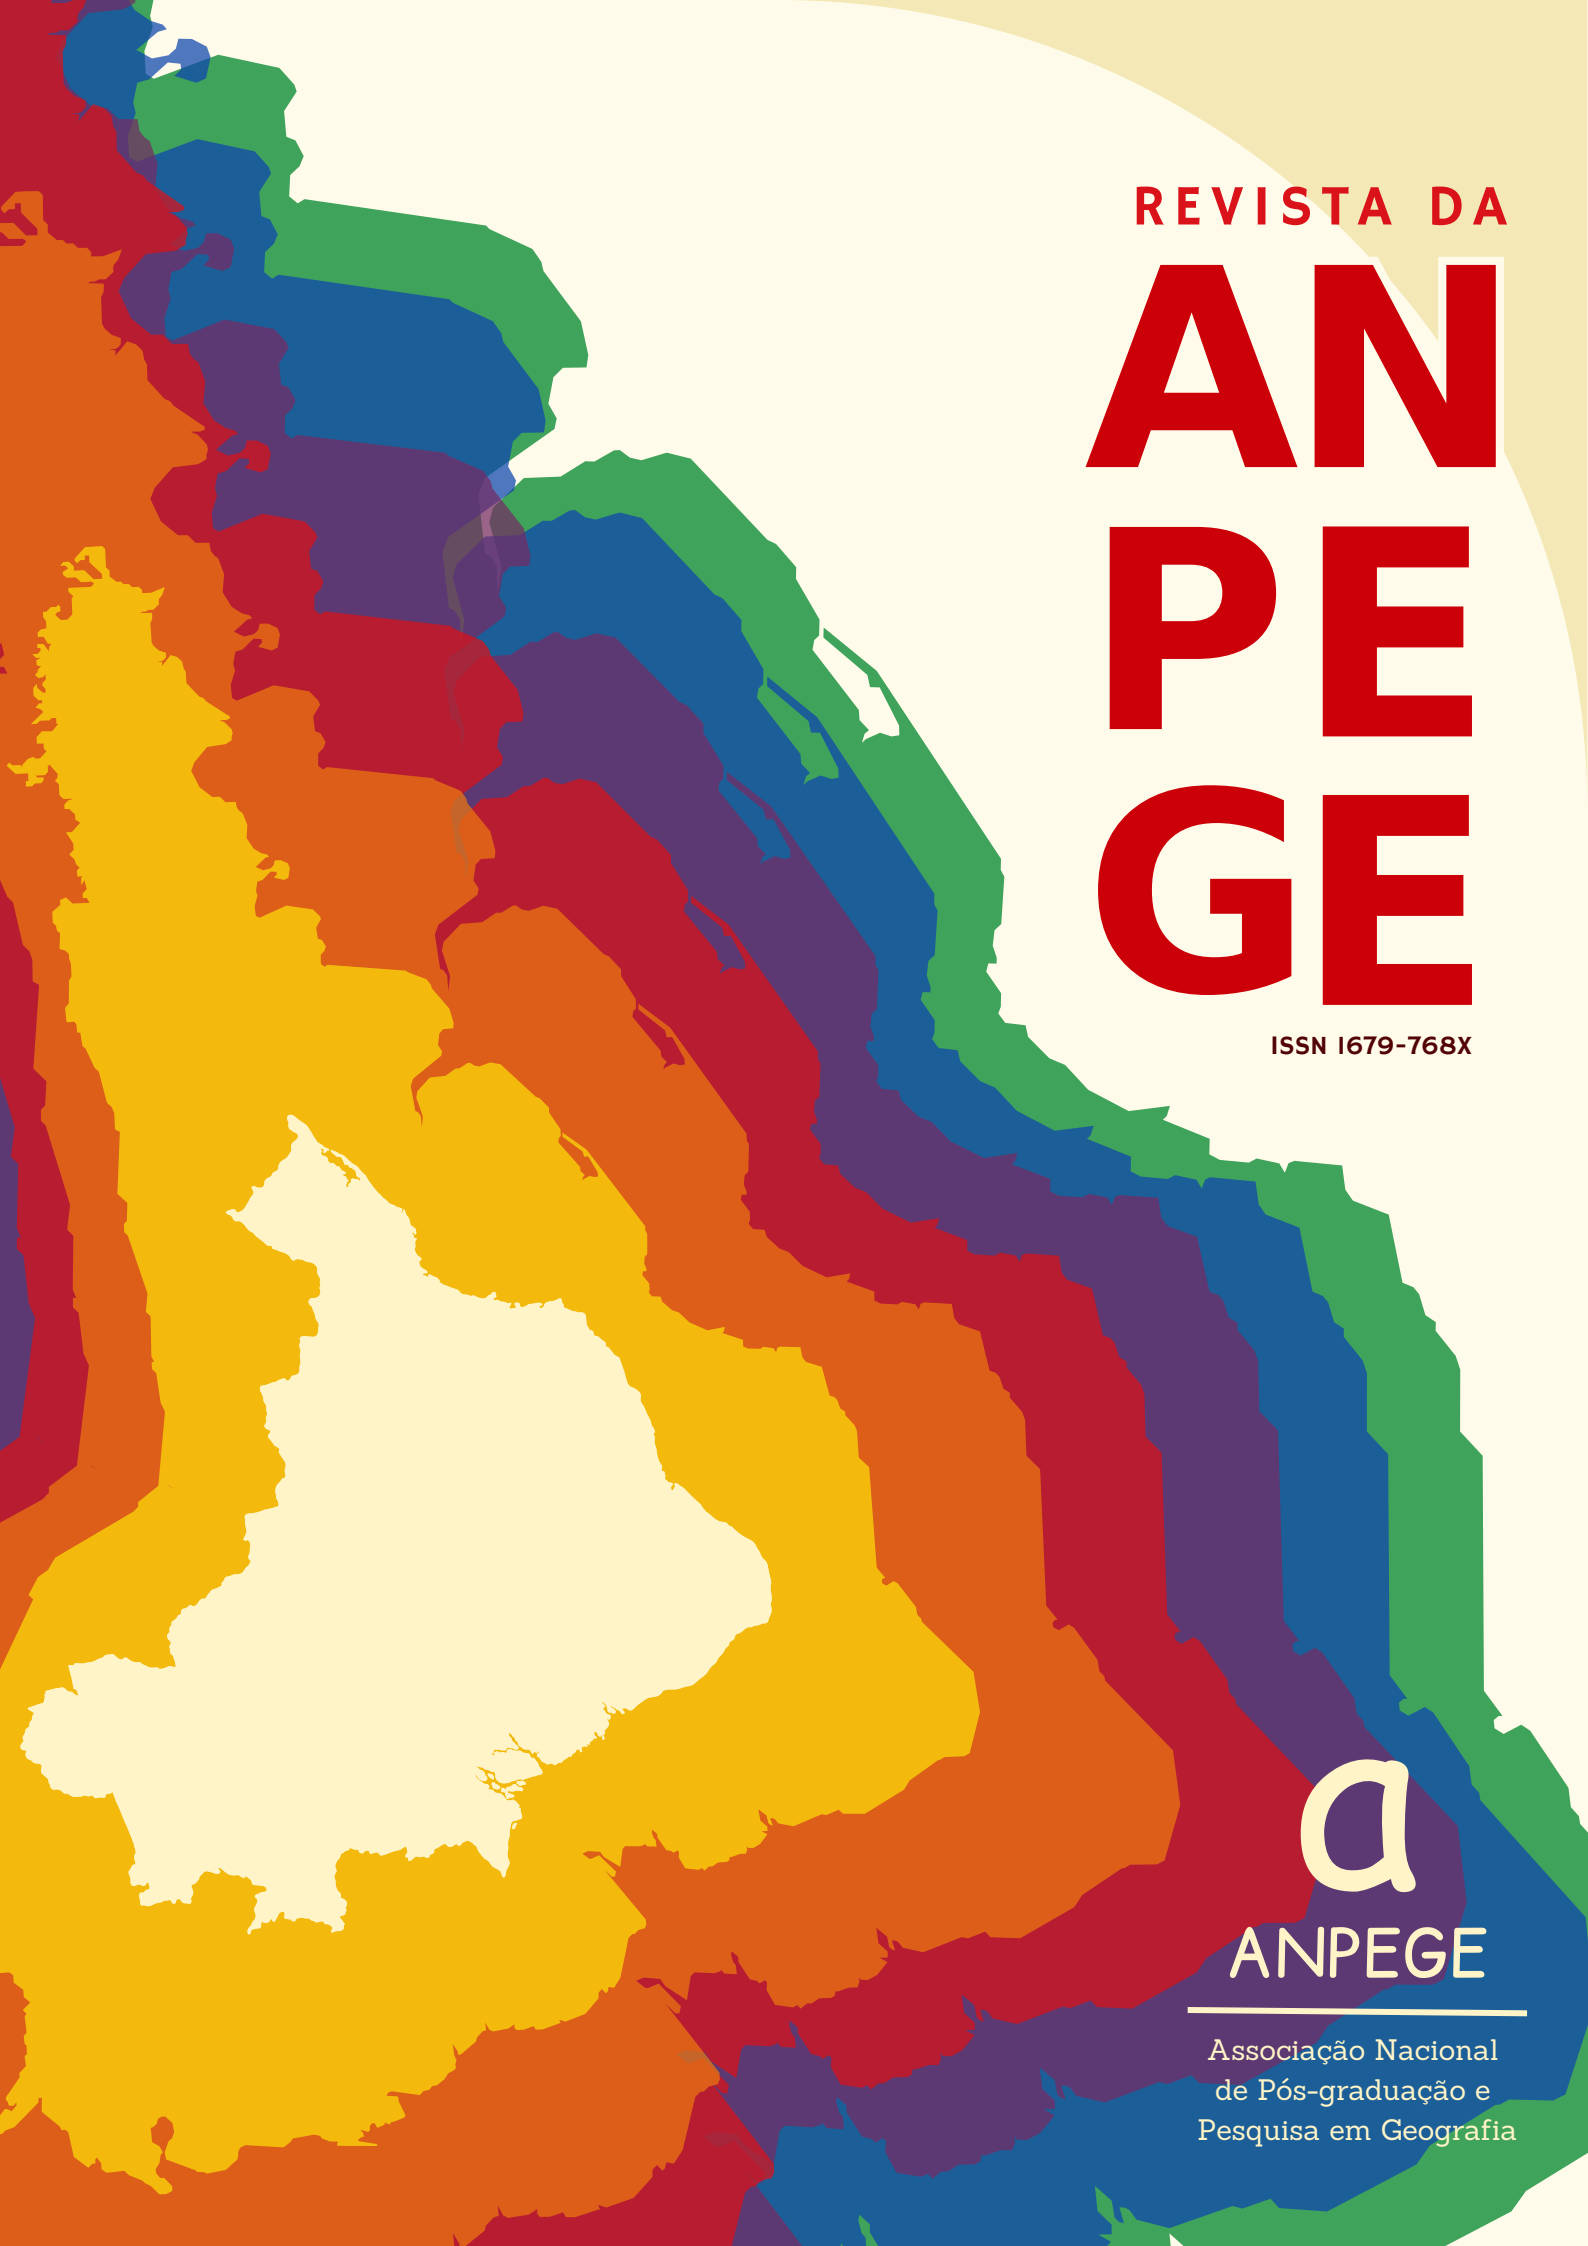 REVISTA DA
AN
PE
GE
ISSN 1679-768X
a
ANPEGE
Associação Nacional
de Pós-graduação e
Pesquisa em Geografia